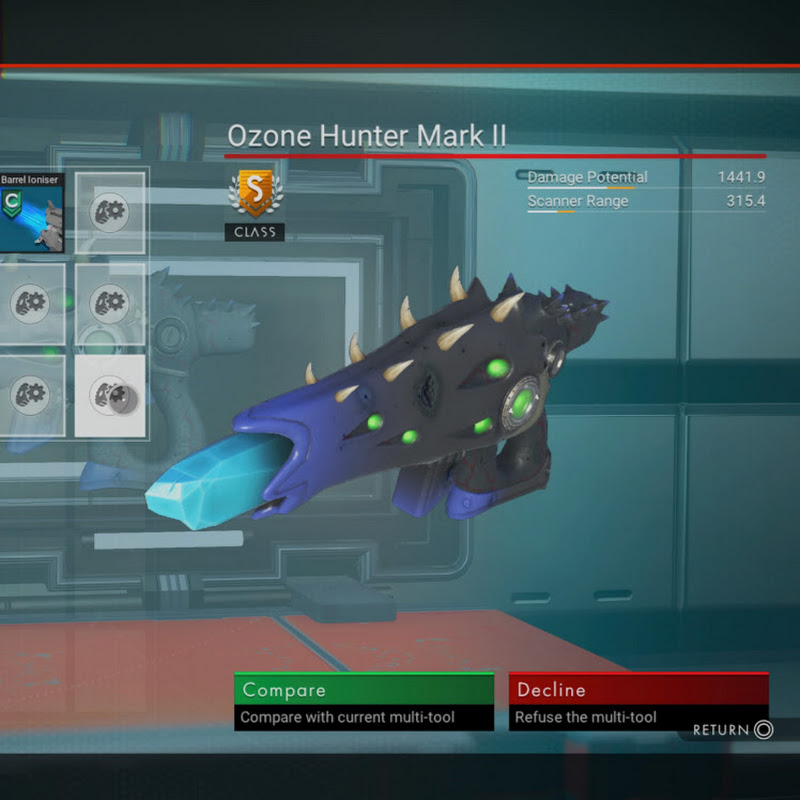 Ozone Hunter Mark II
Barrel Ioniser
C
S
CLASS
Damage Potential 1441.9
Scanner Range 315.4
Compare
Compare with current multi-tool
Decline
Refuse the multi-tool
RETURN